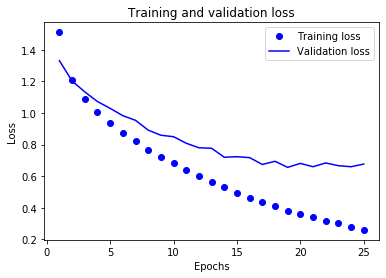 Training and validation loss
Training loss
Validation loss
1.4
1.2
1.0
0.8
0.6
0.4
0.2
Loss
0 5 10 15 20 25
Epochs